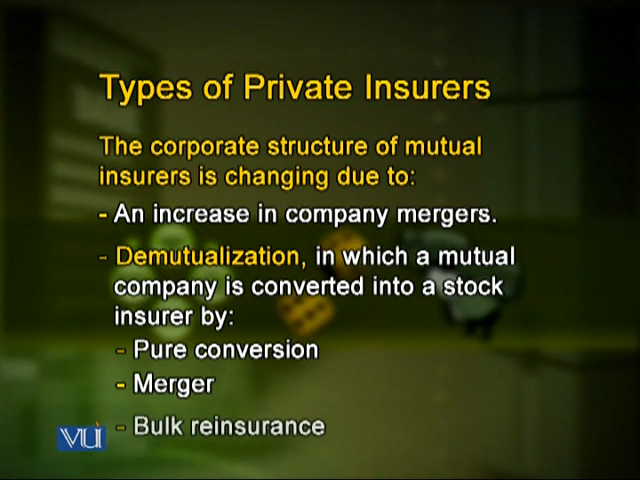 Types of Private Insurers
The corporate structure of mutual
insurers is changing due to:
- An increase in company mergers.
- Demutualization, in which a mutual
company is converted into a stock
insurer by:
- Pure conversion
- Merger
- Bulk reinsurance
VU